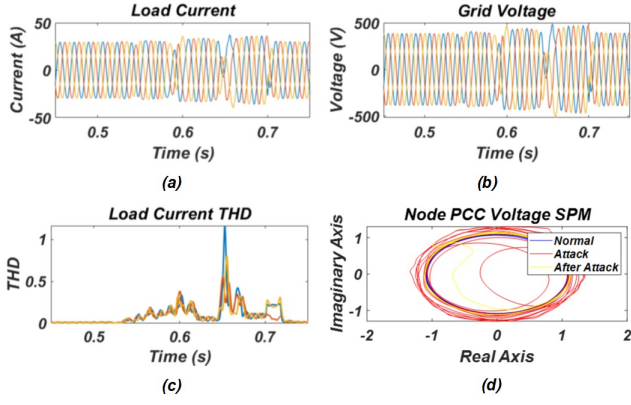 Load Current
50
0
-50
Current (A)
0.5 0.6 0.7
Time (s)
(a)
Grid Voltage
500
0
-500
Voltage (V)
0.5 0.6 0.7
Time (s)
(b)
Load Current THD
1
0.5
0
THD
0.5 0.6 0.7
Time (s)
(c)
Node PCC Voltage SPM
1
0
-1
Imaginary Axis
Normal
Attack
After Attack
-2 -1 0 1 2
Real Axis
(d)